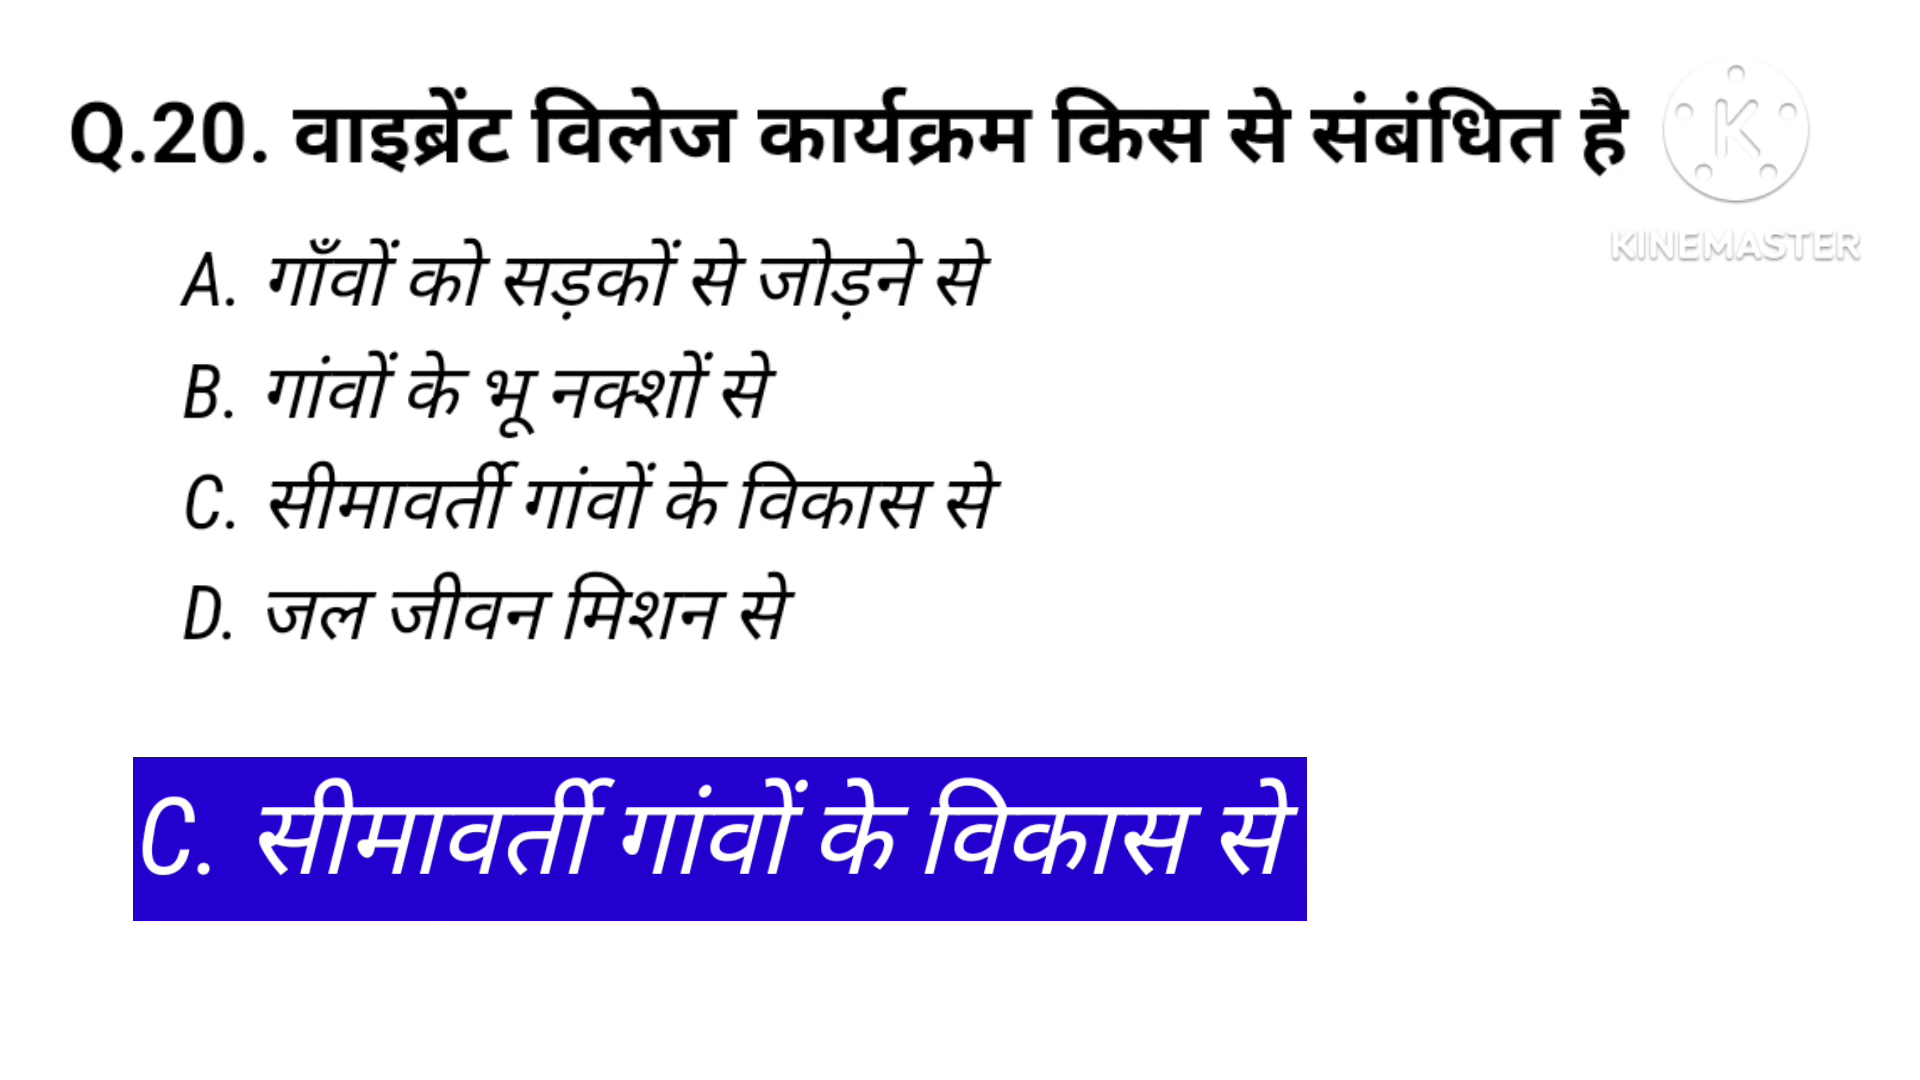 Q.20. वाइब्रेंट विलेज कार्यक्रम किस से संबंधित है
K
KINEMASTER
A. गाँवों को सड़कों से जोड़ने से
B. गांवों के भू नक्शों से
C. सीमावर्ती गांवों के विकास से
D. जल जीवन मिशन से
C. सीमावर्ती गांवों के विकास से